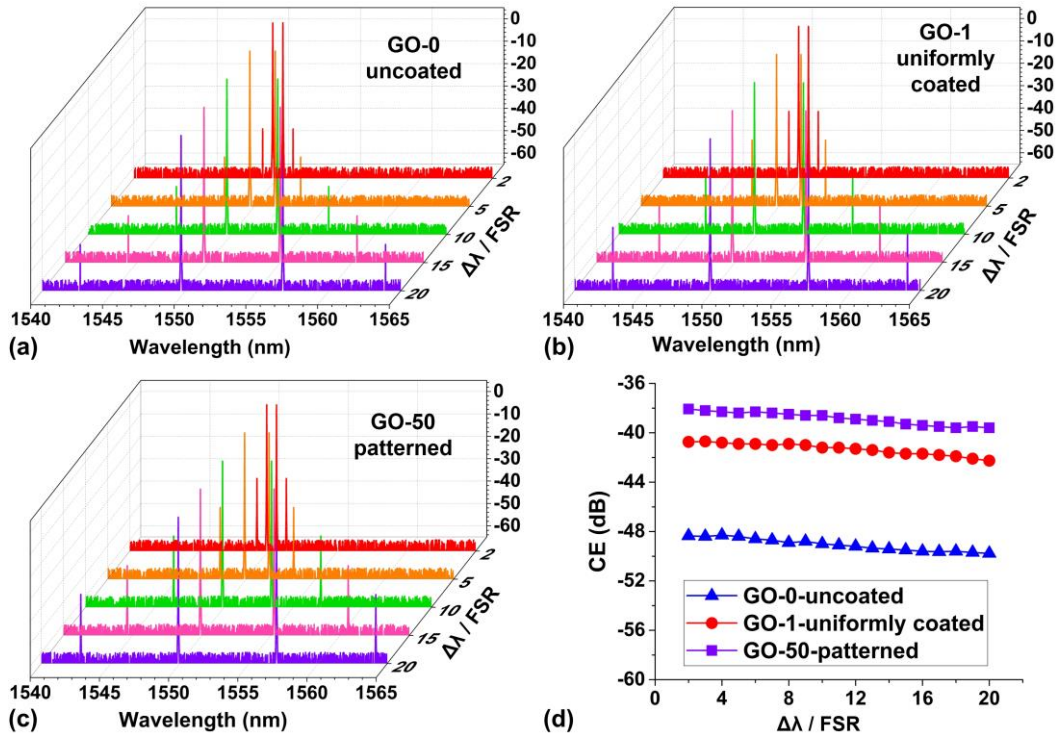 GO-0
uncoated
0
-10
-20
-30
-40
-50
-60
2
5
10
15
20
Δλ / FSR
1540 1545 1550 1555 1560 1565
Wavelength (nm)
(a)
GO-1
uniformly
coated
0
-10
-20
-30
-40
-50
-60
2
5
10
15
20
Δλ / FSR
1540 1545 1550 1555 1560 1565
Wavelength (nm)
(b)
GO-50
patterned
0
-10
-20
-30
-40
-50
-60
2
5
10
15
20
Δλ / FSR
1540 1545 1550 1555 1560 1565
Wavelength (nm)
(c)
-36
-40
-44
-48
-52
-56
-60
CE (dB)
GO-0-uncoated
GO-1-uniformly coated
GO-50-patterned
0 4 8 12 16 20
Δλ / FSR
(d)